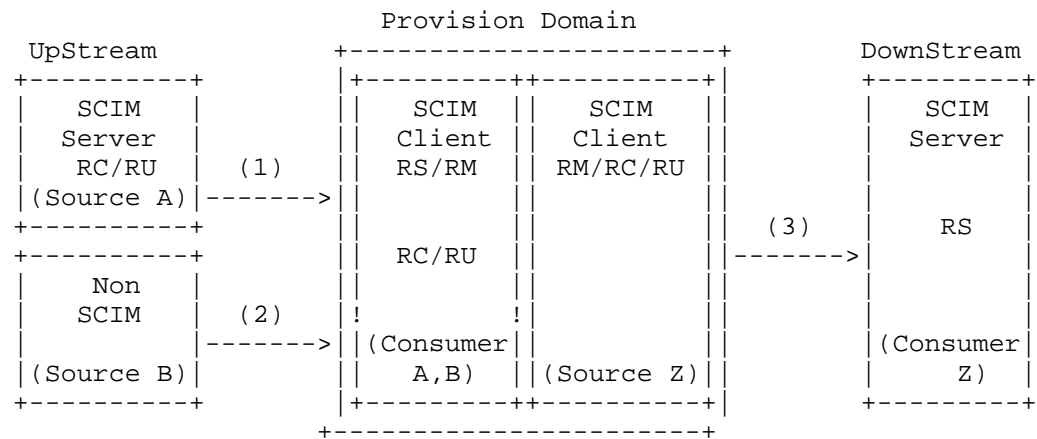 Provision Domain
UpStream
DownStream
SCIM
Server
RC/RU
(Source A)
(1)
Non
SCIM
(Source B)
(2)
SCIM
Client
RS/RM
RC/RU
(Consumer
A,B)
SCIM
Client
RM/RC/RU
(Source Z)
(3)
SCIM
Server
RS
(Consumer
Z)